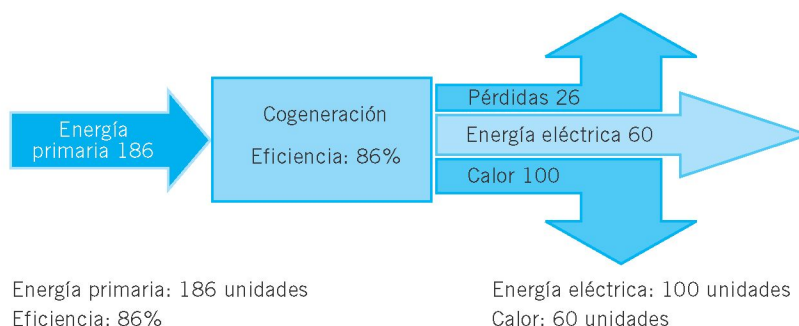 Energía
primaria 186
Cogeneración
Eficiencia: 86%
Pérdidas 26
Energía eléctrica 60
Calor 100
Energía primaria: 186 unidades
Eficiencia: 86%
Energía eléctrica: 100 unidades
Calor: 60 unidades